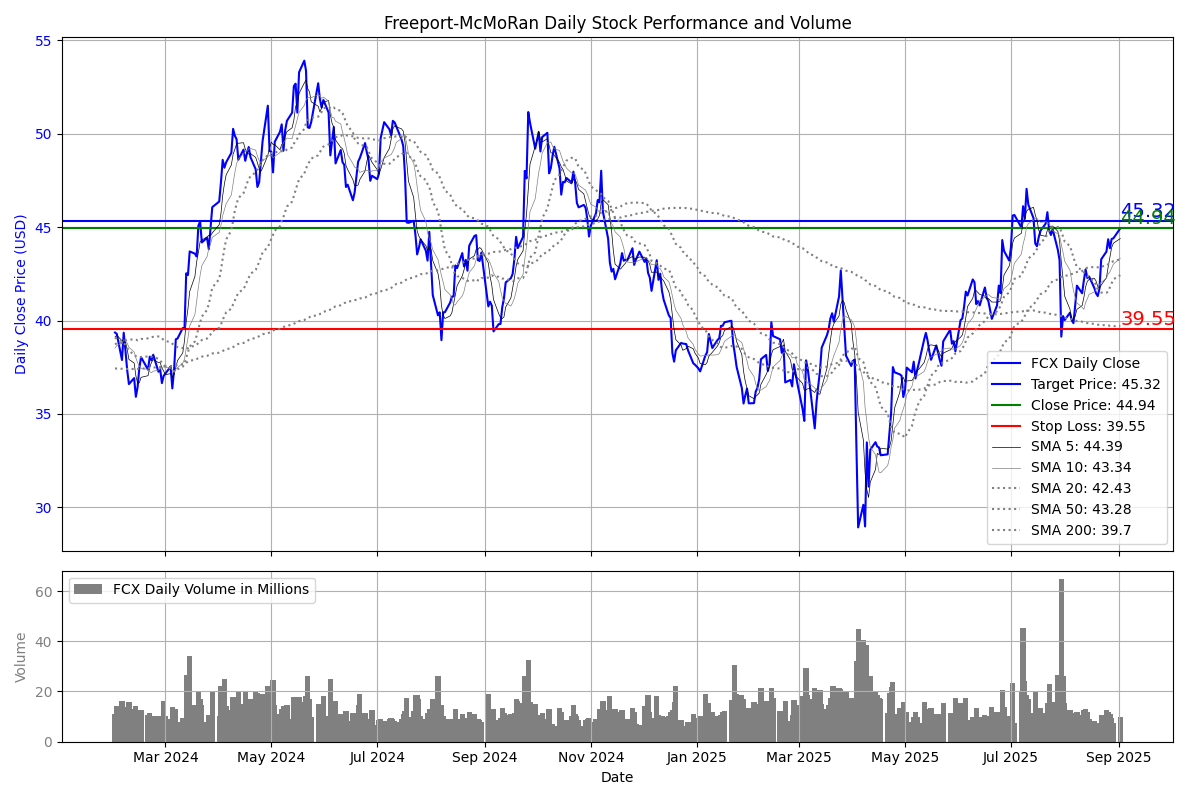 Freeport-McMoRan Daily Stock Performance and Volume
55
50
45
40
35
30
Daily Close Price (USD)
45.32
44.94
39.55
FCX Daily Close
Target Price: 45.32
Close Price: 44.94
Stop Loss: 39.55
SMA 5: 44.39
SMA 10: 43.34
SMA 20: 42.43
SMA 50: 43.28
SMA 200: 39.7
FCX Daily Volume in Millions
60
40
20
0
Volume
Mar 2024
May 2024
Jul 2024
Sep 2024
Nov 2024
Jan 2025
Mar 2025
May 2025
Jul 2025
Sep 2025
Date